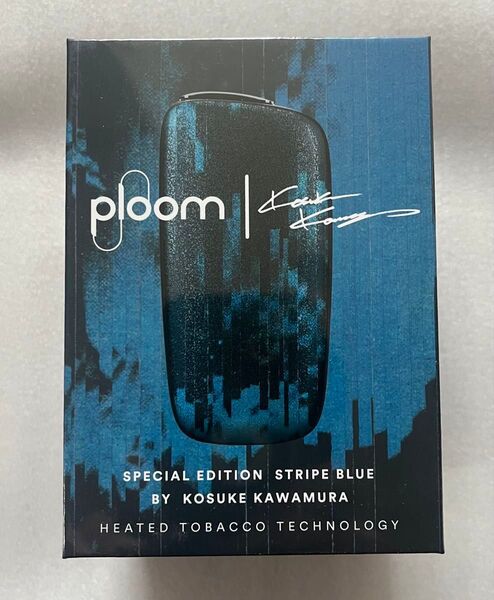 ploom
SPECIAL EDITION STRIPE BLUE
BY KOSUKE KAWAMURA
HEATED TOBACCO TECHNOLOGY